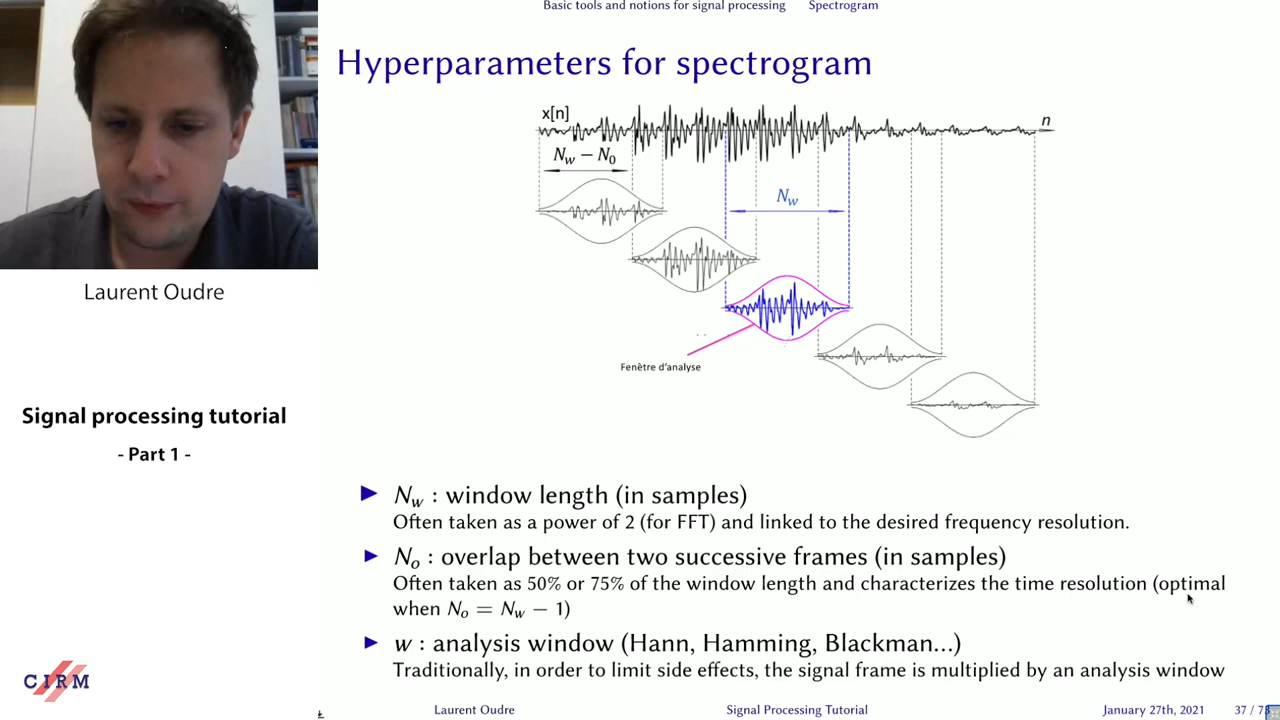 Basic tools and notions for signal processing Spectrogram
Hyperparameters for spectrogram
x[n]
n
N_w − N_0
N_w
Fenêtre d'analyse
Laurent Oudre
Signal processing tutorial
- Part 1 -
▶ N_w : window length (in samples)
Often taken as a power of 2 (for FFT) and linked to the desired frequency resolution.
▶ N_o : overlap between two successive frames (in samples)
Often taken as 50% or 75% of the window length and characterizes the time resolution (optimal
when N_o = N_w − 1)
▶ w : analysis window (Hann, Hamming, Blackman...)
Traditionally, in order to limit side effects, the signal frame is multiplied by an analysis window
CIRM
Laurent Oudre Signal Processing Tutorial January 27th, 2021 37 / 78